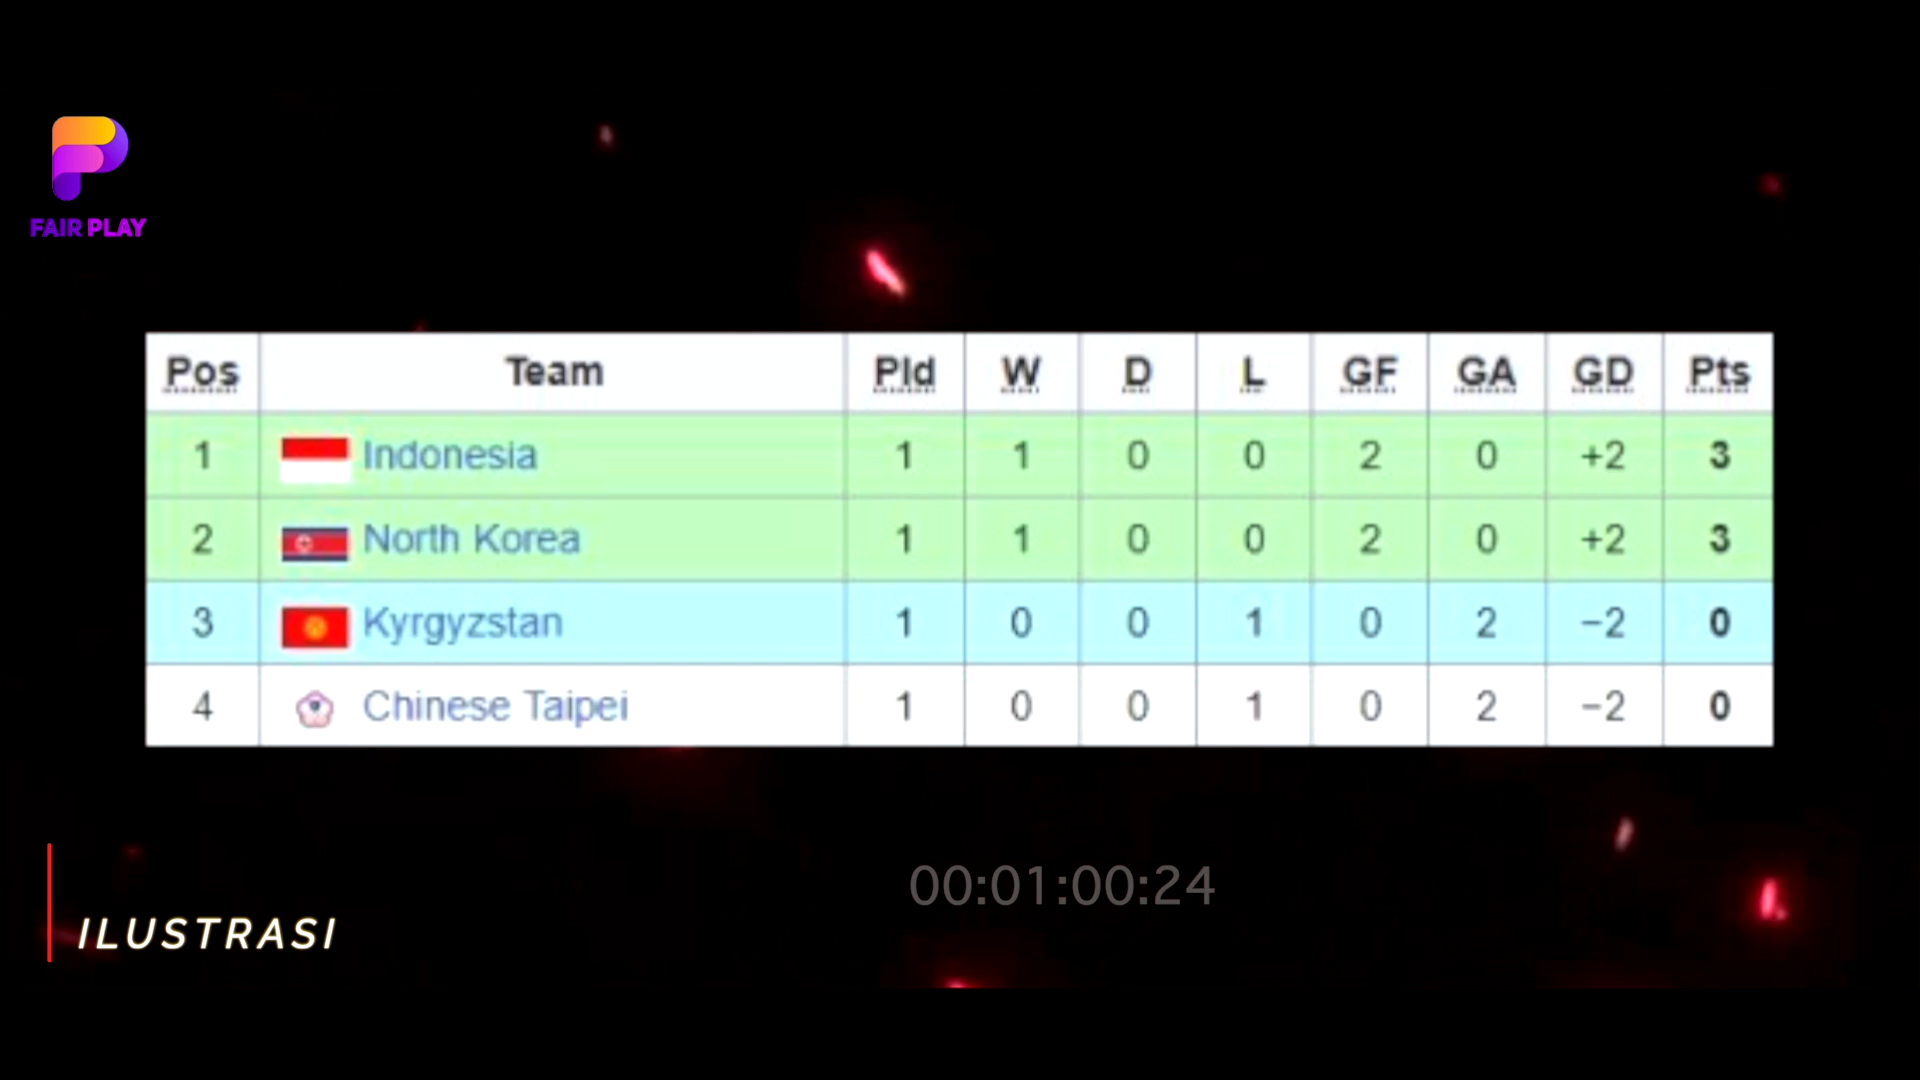 FAIR PLAY
Pos Team Pld W D L GF GA GD Pts
1 Indonesia 1 1 0 0 2 0 +2 3
2 North Korea 1 1 0 0 2 0 +2 3
3 Kyrgyzstan 1 0 0 1 0 2 −2 0
4 Chinese Taipei 1 0 0 1 0 2 −2 0
00:01:00:24
ILUSTRASI